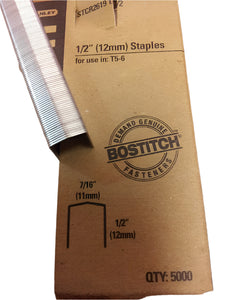 STCR2619 1/2"
1/2" (12mm) Staples
for use in: T5-6
DEMAND GENUINE
BOSTITCH
FASTENERS
7/16"
(11mm)
1/2"
(12mm)
QTY: 5000